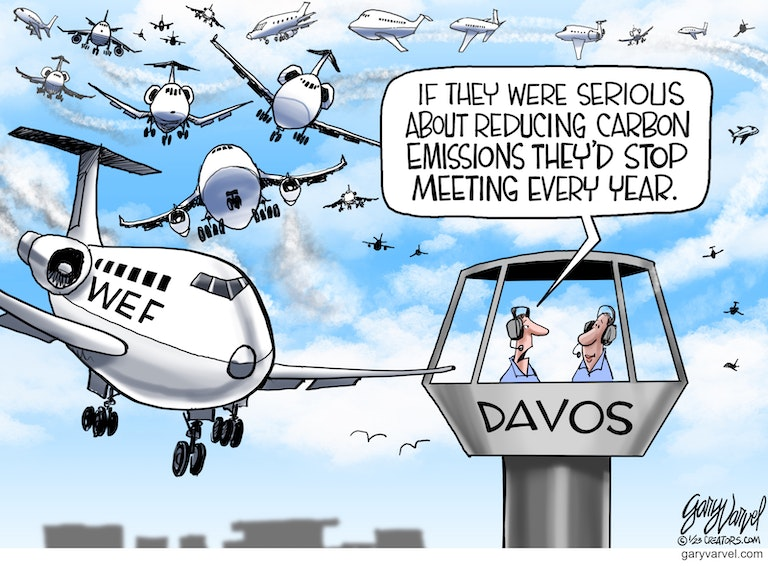 IF THEY WERE SERIOUS
ABOUT REDUCING CARBON
EMISSIONS THEY'D STOP
MEETING EVERY YEAR.
WEF
DAVOS
Gary Varvel
© 1/23 CREATORS.COM
garyvarvel.com